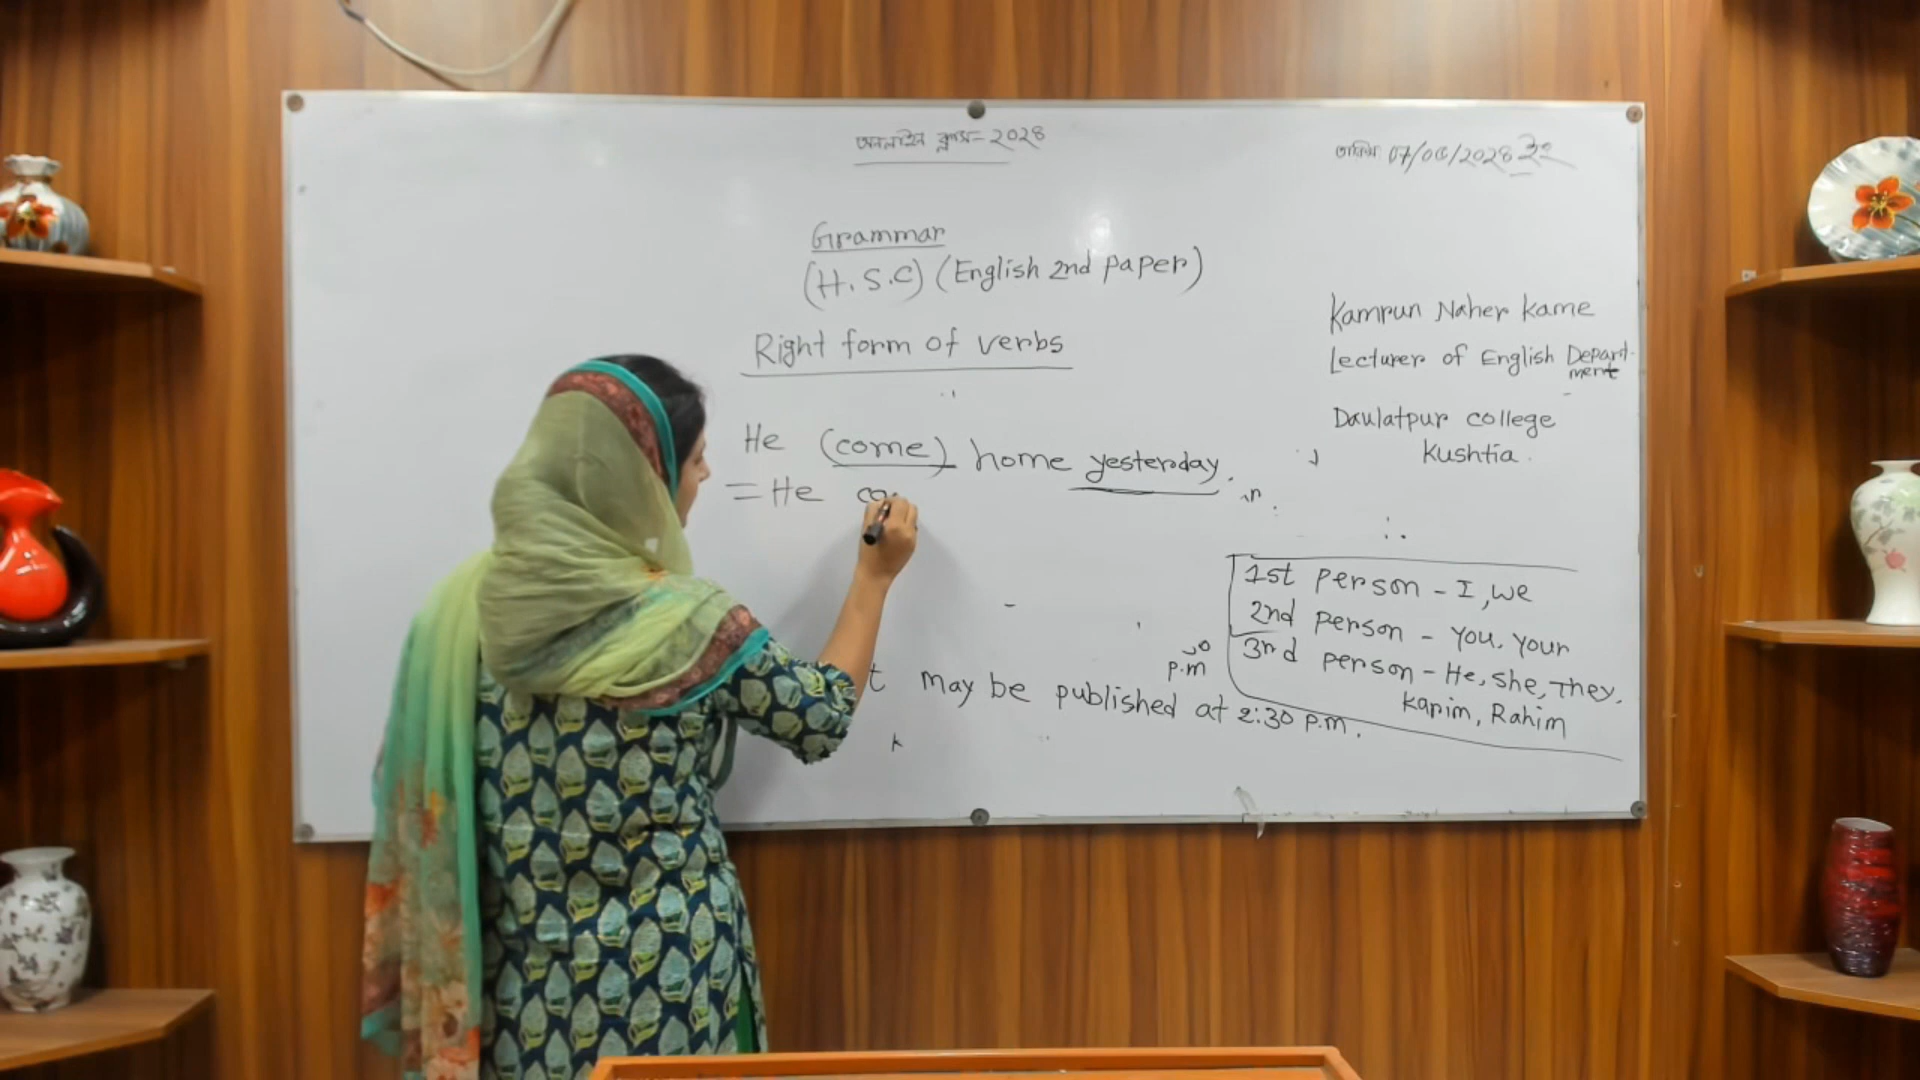 অনলাইন ক্লাস- ২০২৪
তারিখ: 07/০৫/২০২৪
Grammar
(H.S.C) (English 2nd paper)
Right form of verbs
He (come) home yesterday.
= He ca
may be published at 2:30 p.m.
p.m
Kamrun Naher Kame
Lecturer of English Department
Daulatpur college
Kushtia.
1st person - I, we
2nd person - you, your
3rd person - He, she, They,
Karim, Rahim